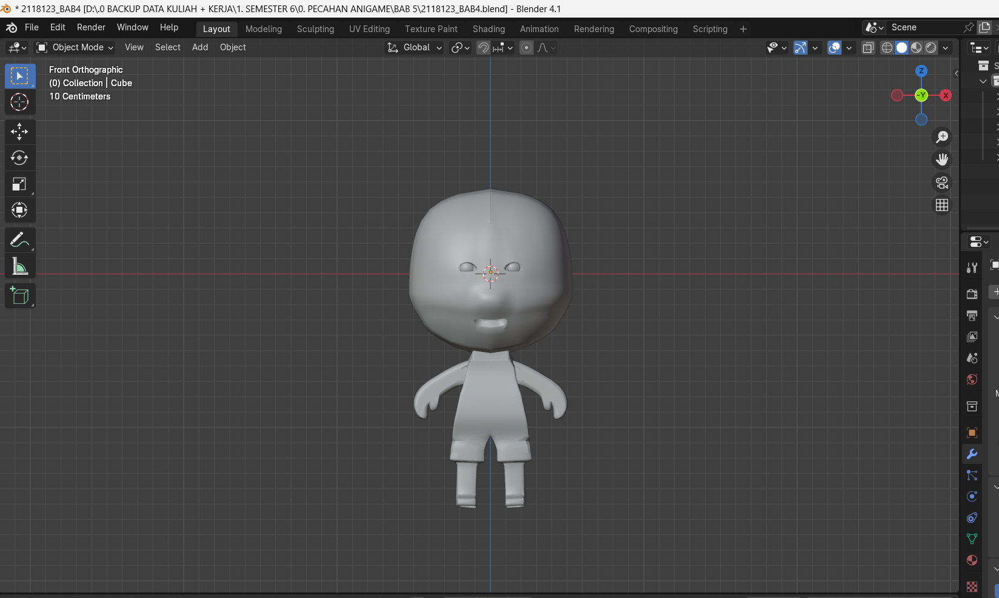 * 2118123_BAB4 [D:\.0 BACKUP DATA KULIAH + KERJA\1. SEMESTER 6\0. PECAHAN ANIGAME\BAB 5\2118123_BAB4.blend] - Blender 4.1
File Edit Render Window Help Layout Modeling Sculpting UV Editing Texture Paint Shading Animation Rendering Compositing Scripting + Scene
Object Mode View Select Add Object Global
Front Orthographic
(0) Collection | Cube
10 Centimeters
Z
-Y X
S
M